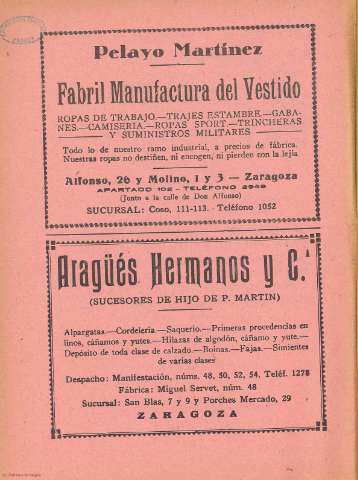 Pelayo Martínez
Fabril Manufactura del Vestido
ROPAS DE TRABAJO.—TRAJES ESTAMBRE.—GABA-
NES.—CAMISERIA.—ROPAS SPORT.—TRINCHERAS
Y SUMINISTROS MILITARES
Todo lo de nuestro ramo industrial, a precios de fábrica.
Nuestras ropas no destiñen, ni encogen, ni pierden con la lejía
Alfonso, 26 y Molino, 1 y 3 — Zaragoza
APARTADO 102 - TELÉFONO 2949
(Junto a la calle de Don Alfonso)
SUCURSAL: Coso, 111-113. - Teléfono 1052
Aragüés Hermanos y C.ª
(SUCESORES DE HIJO DE P. MARTIN)
Alpargatas.—Cordelería.—Saquerío.—Primeras procedencias en
linos, cáñamos y yutes.—Hilazas de algodón, cáñamo y yute.—
Depósito de toda clase de calzado.—Boinas.—Fajas.—Simientes
de varias clases
Despacho: Manifestación, núms. 48, 50, 52, 54. Teléf. 1278
Fábrica: Miguel Servet, núm. 48
Sucursal: San Blas, 7 y 9 y Porches Mercado, 29
ZARAGOZA